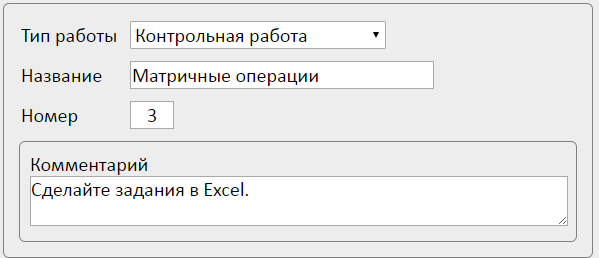 Тип работы Контрольная работа
Название Матричные операции
Номер 3
Комментарий
Сделайте задания в Excel.